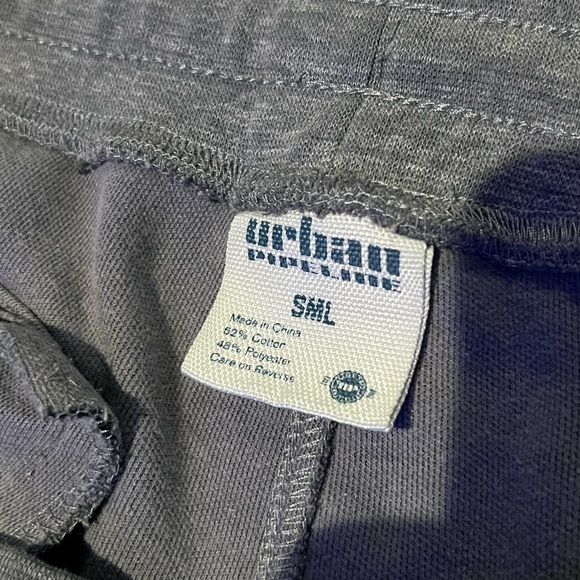 urban
PIPELINE
SML
Made in China
52% Cotton
48% Polyester
Care on Reverse